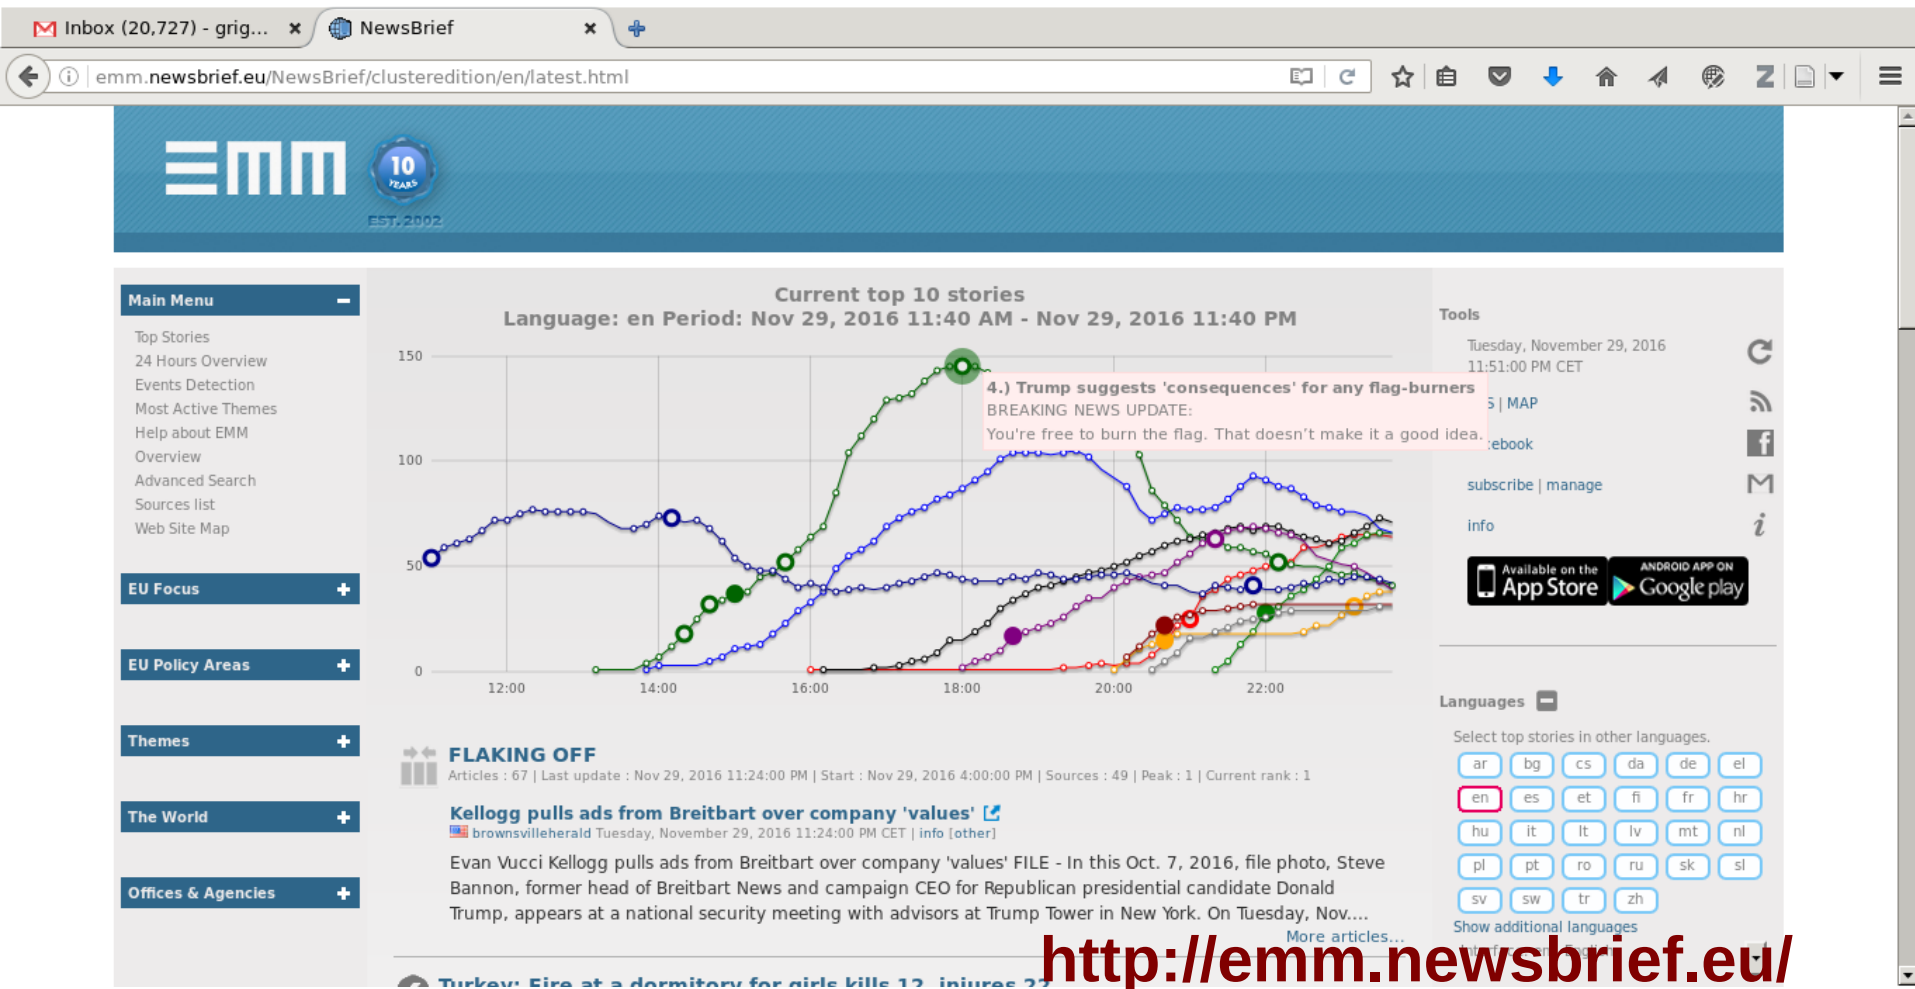 Inbox (20,727) - grig...
NewsBrief
emm.newsbrief.eu/NewsBrief/clusteredition/en/latest.html
EMM
10
YEARS
EST. 2002
Main Menu
Top Stories
24 Hours Overview
Events Detection
Most Active Themes
Help about EMM
Overview
Advanced Search
Sources list
Web Site Map
EU Focus
EU Policy Areas
Themes
The World
Offices & Agencies
Current top 10 stories
Language: en Period: Nov 29, 2016 11:40 AM - Nov 29, 2016 11:40 PM
150
100
50
0
12:00 14:00 16:00 18:00 20:00 22:00
4.) Trump suggests 'consequences' for any flag-burners
BREAKING NEWS UPDATE:
You're free to burn the flag. That doesn’t make it a good idea.
FLAKING OFF
Articles : 67 | Last update : Nov 29, 2016 11:24:00 PM | Start : Nov 29, 2016 4:00:00 PM | Sources : 49 | Peak : 1 | Current rank : 1
Kellogg pulls ads from Breitbart over company 'values'
brownsvilleherald Tuesday, November 29, 2016 11:24:00 PM CET | info [other]
Evan Vucci Kellogg pulls ads from Breitbart over company 'values' FILE - In this Oct. 7, 2016, file photo, Steve
Bannon, former head of Breitbart News and campaign CEO for Republican presidential candidate Donald
Trump, appears at a national security meeting with advisors at Trump Tower in New York. On Tuesday, Nov....
More articles...
Turkey: Fire at a dormitory for girls kills 12, injures 22
Tools
Tuesday, November 29, 2016
11:51:00 PM CET
S | MAP
ebook
subscribe | manage
info
Available on the
App Store
ANDROID APP ON
Google play
Languages
Select top stories in other languages.
ar bg cs da de el
en es et fi fr hr
hu it lt lv mt nl
pl pt ro ru sk sl
sv sw tr zh
Show additional languages
http://emm.newsbrief.eu/